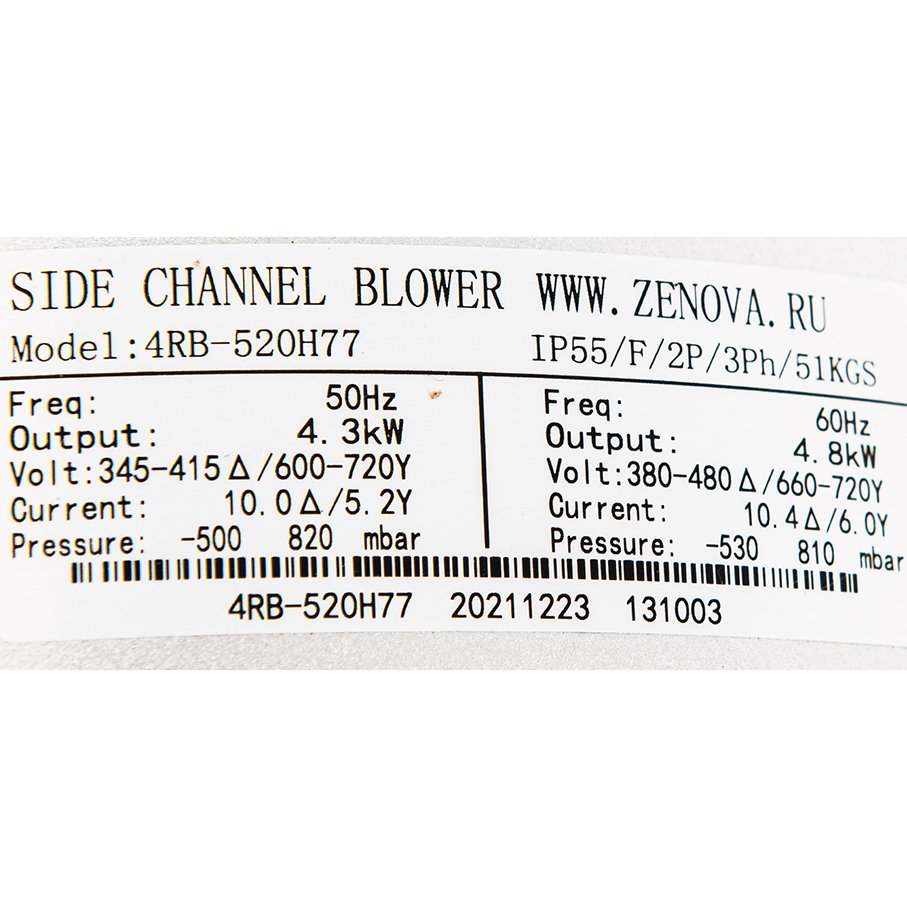 SIDE CHANNEL BLOWER WWW.ZENOVA.RU
Model:4RB-520H77 IP55/F/2P/3Ph/51KGS
Freq: 50Hz
Output: 4.3kW
Volt:345-415Δ/600-720Y
Current: 10.0Δ/5.2Y
Pressure: -500 820 mbar
Freq: 60Hz
Output: 4.8kW
Volt:380-480Δ/660-720Y
Current: 10.4Δ/6.0Y
Pressure: -530 810 mbar
4RB-520H77 20211223 131003